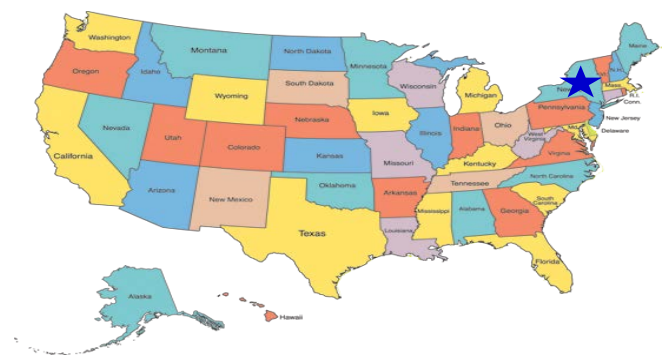 Washington
Oregon
California
Nevada
Idaho
Montana
Wyoming
Utah
Arizona
Colorado
New Mexico
North Dakota
South Dakota
Nebraska
Kansas
Oklahoma
Texas
Minnesota
Iowa
Missouri
Arkansas
Louisiana
Wisconsin
Illinois
Michigan
Indiana
Ohio
Kentucky
Tennessee
Mississippi
Alabama
Georgia
Florida
South
Carolina
North Carolina
Virginia
West
Virginia
Pennsylvania
New
Maine
N.H.
Mass
R.I.
Conn.
New Jersey
Delaware
Md.
Alaska
Hawaii